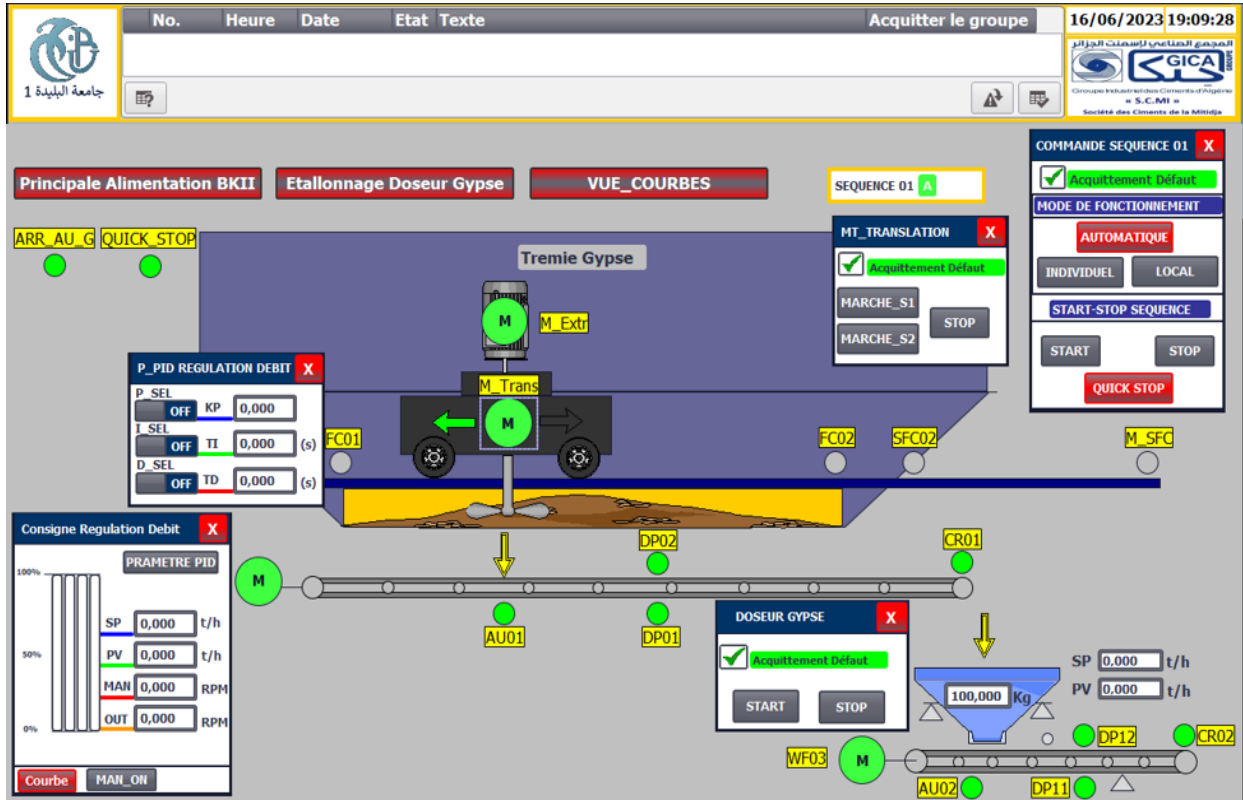 No. Heure Date Etat Texte Acquitter le groupe
16/06/2023 19:09:28
جامعة البليدة 1
المجمع الصناعي لإسمنت الجزائر
GICA
GROUPE
Groupe Industriel des Ciments d'Algérie
« S.C.MI »
Société des Ciments de la Mitidja
Principale Alimentation BKII
Etallonnage Doseur Gypse
VUE_COURBES
SEQUENCE 01 A
COMMANDE SEQUENCE 01 X
Acquittement Défaut
MODE DE FONCTIONNEMENT
AUTOMATIQUE
INDIVIDUEL LOCAL
START-STOP SEQUENCE
START STOP
QUICK STOP
ARR_AU_G QUICK_STOP
Tremie Gypse
MT_TRANSLATION X
Acquittement Défaut
MARCHE_S1
STOP
MARCHE_S2
M M_Extr
M_Trans
M
P_PID REGULATION DEBIT X
P_SEL
OFF KP 0,000
I_SEL
OFF TI 0,000 (s)
D_SEL
OFF TD 0,000 (s)
FC01
FC02 SFC02 M_SFC
Consigne Regulation Debit X
PRAMETRE PID
100%
SP 0,000 t/h
50%
PV 0,000 t/h
MAN 0,000 RPM
OUT 0,000 RPM
0%
Courbe MAN_ON
M
DP02
CR01
AU01
DP01
DOSEUR GYPSE X
Acquittement Défaut
START STOP
100,000 Kg
SP 0,000 t/h
PV 0,000 t/h
WF03 M
DP12 CR02
AU02 DP11